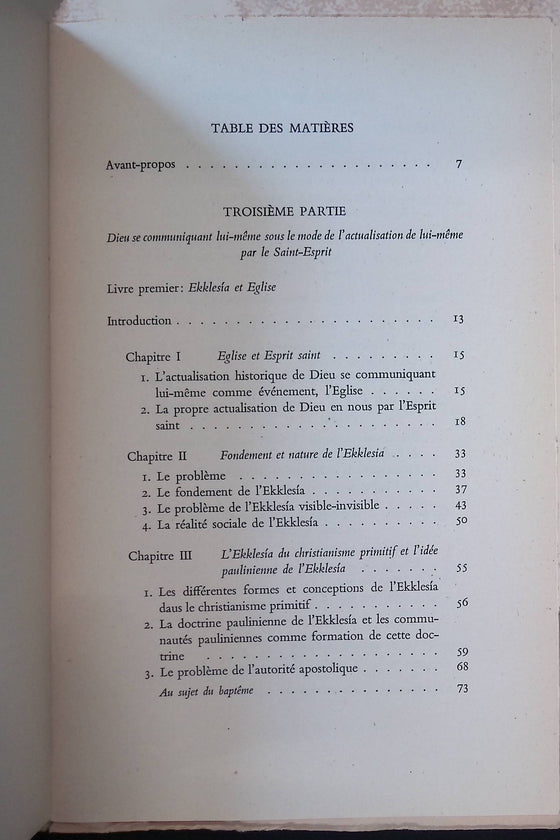 TABLE DES MATIÈRES
Avant-propos . . . . . . . . . . . . . . . . . . . . . 7
TROISIÈME PARTIE
Dieu se communiquant lui-même sous le mode de l'actualisation de lui-même
par le Saint-Esprit
Livre premier: Ekklesía et Eglise
Introduction . . . . . . . . . . . . . . . . . . . . . . 13
Chapitre I Eglise et Esprit saint . . . . . . . . . 15
1. L'actualisation historique de Dieu se communiquant
lui-même comme événement, l'Eglise . . . . . . 15
2. La propre actualisation de Dieu en nous par l'Esprit
saint . . . . . . . . . . . . . . . . . . . . . 18
Chapitre II Fondement et nature de l'Ekklesia . . . . 33
1. Le problème . . . . . . . . . . . . . . . . . 33
2. Le fondement de l'Ekklesía . . . . . . . . . . . 37
3. Le problème de l'Ekklesía visible-invisible . . . . . 43
4. La réalité sociale de l'Ekklesía . . . . . . . . . . 50
Chapitre III L'Ekklesía du christianisme primitif et l'idée
paulinienne de l'Ekklesía . . . . . . . 55
1. Les différentes formes et conceptions de l'Ekklesía
daus le christianisme primitif . . . . . . . . . . . 56
2. La doctrine paulinienne de l'Ekklesía et les commu-
nautés pauliniennes comme formation de cette doc-
trine . . . . . . . . . . . . . . . . . . . . 59
3. Le problème de l'autorité apostolique . . . . . . . 68
Au sujet du baptême . . . . . . . . . . . . . . . 73